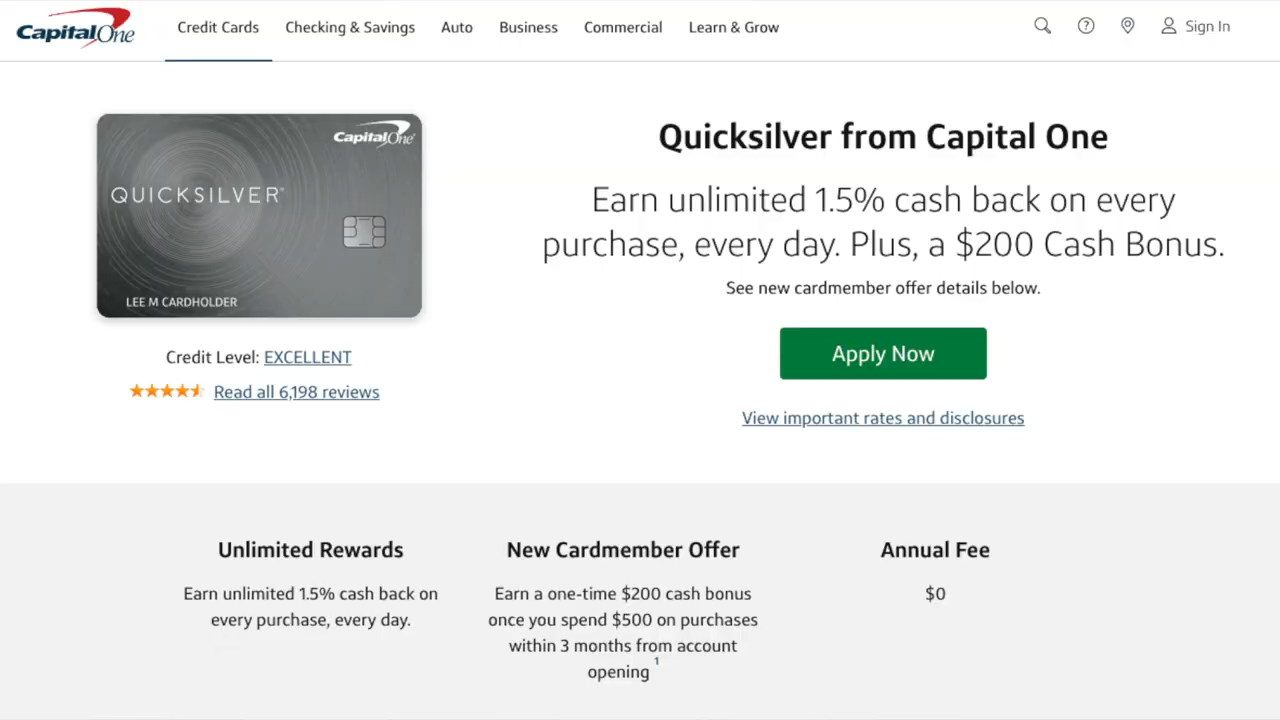 CapitalOne
Credit Cards
Checking & Savings
Auto
Business
Commercial
Learn & Grow
Sign In
CapitalOne
QUICKSILVER
LEE M CARDHOLDER
Credit Level: EXCELLENT
Read all 6,198 reviews
Quicksilver from Capital One
Earn unlimited 1.5% cash back on every
purchase, every day. Plus, a $200 Cash Bonus.
See new cardmember offer details below.
Apply Now
View important rates and disclosures
Unlimited Rewards
Earn unlimited 1.5% cash back on
every purchase, every day.
New Cardmember Offer
Earn a one-time $200 cash bonus
once you spend $500 on purchases
within 3 months from account
opening 1
Annual Fee
$0